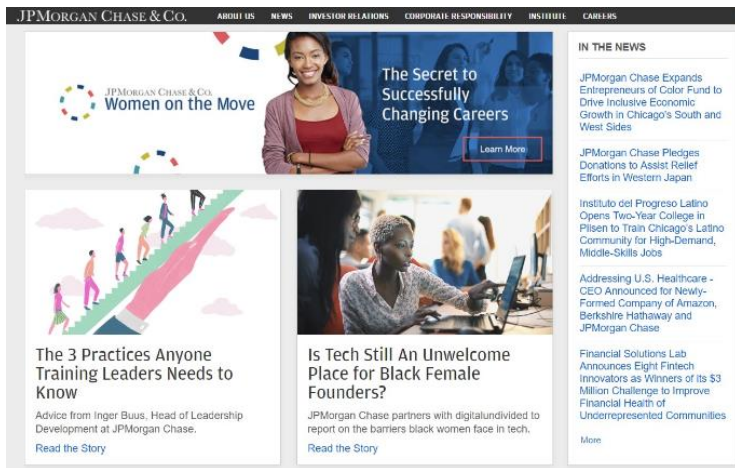 JPMORGAN CHASE & CO.
ABOUT US
NEWS
INVESTOR RELATIONS
CORPORATE RESPONSIBILITY
INSTITUTE
CAREERS
JPMORGAN CHASE & CO.
Women on the Move
The Secret to
Successfully
Changing Careers
Learn More
The 3 Practices Anyone
Training Leaders Needs to
Know
Advice from Inger Buus, Head of Leadership
Development at JPMorgan Chase.
Read the Story
Is Tech Still An Unwelcome
Place for Black Female
Founders?
JPMorgan Chase partners with digitalundivided to
report on the barriers black women face in tech.
Read the Story
IN THE NEWS
JPMorgan Chase Expands
Entrepreneurs of Color Fund to
Drive Inclusive Economic
Growth in Chicago's South and
West Sides
JPMorgan Chase Pledges
Donations to Assist Relief
Efforts in Western Japan
Instituto del Progreso Latino
Opens Two-Year College in
Pilsen to Train Chicago's Latino
Community for High-Demand,
Middle-Skills Jobs
Addressing U.S. Healthcare -
CEO Announced for Newly-
Formed Company of Amazon,
Berkshire Hathaway and
JPMorgan Chase
Financial Solutions Lab
Announces Eight Fintech
Innovators as Winners of its $3
Million Challenge to Improve
Financial Health of
Underrepresented Communities
More